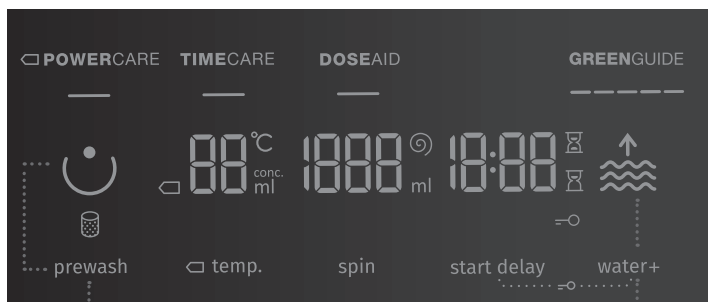 POWERCARE TIMECARE DOSEAID GREENGUIDE
88 °C 1888 18:88
conc.
ml ml
prewash temp. spin start delay water+